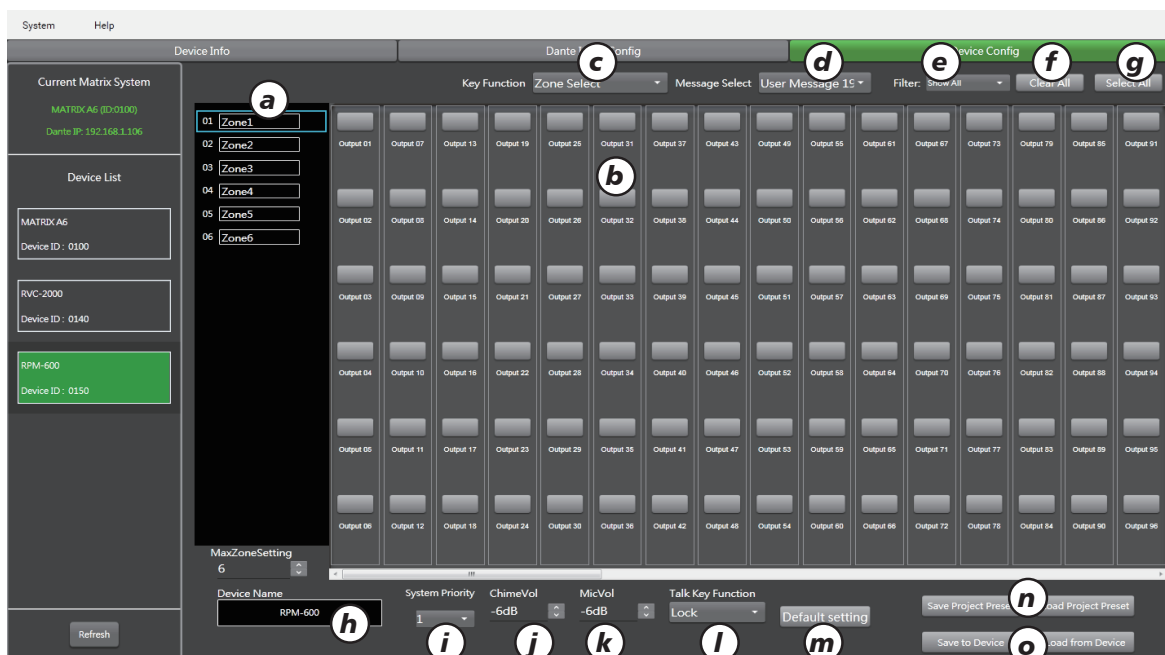 System Help
Device Info Dante Config Device Config
Current Matrix System
MATRIX A6 (ID:0100)
Dante IP: 192.168.1.106
Device List
MATRIX A6
Device ID : 0100
RVC-2000
Device ID : 0140
RPM-600
Device ID : 0150
Refresh
c d e f g
Key Function Zone Select Message Select User Message 19 Filter: Show All Clear All Select All
a
01 Zone1
02 Zone2
03 Zone3
04 Zone4
05 Zone5
06 Zone6
Output 01 Output 07 Output 13 Output 19 Output 25 Output 31 Output 37 Output 43 Output 49 Output 55 Output 61 Output 67 Output 73 Output 79 Output 85 Output 91
b
Output 02 Output 08 Output 14 Output 20 Output 26 Output 32 Output 38 Output 44 Output 50 Output 56 Output 62 Output 68 Output 74 Output 80 Output 86 Output 92
Output 03 Output 09 Output 15 Output 21 Output 27 Output 33 Output 39 Output 45 Output 51 Output 57 Output 63 Output 69 Output 75 Output 81 Output 87 Output 93
Output 04 Output 10 Output 16 Output 22 Output 28 Output 34 Output 40 Output 46 Output 52 Output 58 Output 64 Output 70 Output 76 Output 82 Output 88 Output 94
Output 05 Output 11 Output 17 Output 23 Output 29 Output 35 Output 41 Output 47 Output 53 Output 59 Output 65 Output 71 Output 77 Output 83 Output 89 Output 95
Output 06 Output 12 Output 18 Output 24 Output 30 Output 36 Output 42 Output 48 Output 54 Output 60 Output 66 Output 72 Output 78 Output 84 Output 90 Output 96
MaxZoneSetting
6
Device Name System Priority ChimeVol MicVol Talk Key Function
RPM-600 1 -6dB -6dB Lock Default setting
Save Project Preset Load Project Preset
Save to Device Load from Device
h i j k l m n o